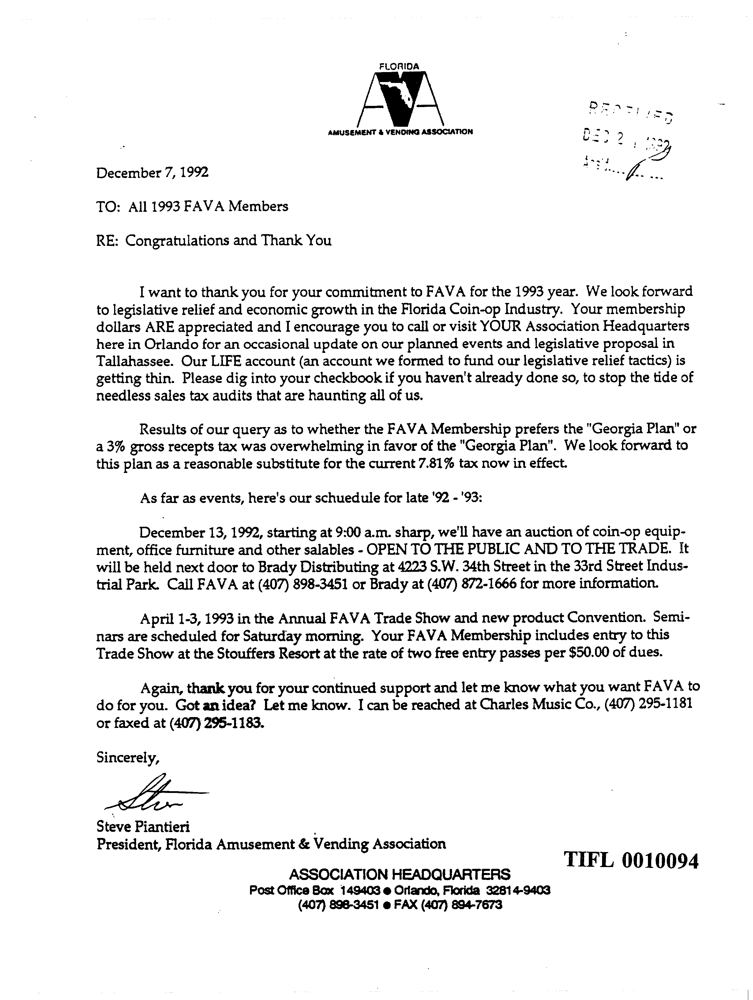 FLORIDA
AMUSEMENT & VENDING ASSOCIATION
RECEIVED
DEC 2 , 1992
December 7, 1992
TO: All 1993 FAVA Members
RE: Congratulations and Thank You
I want to thank you for your commitment to FAVA for the 1993 year. We look forward
to legislative relief and economic growth in the Florida Coin-op Industry. Your membership
dollars ARE appreciated and I encourage you to call or visit YOUR Association Headquarters
here in Orlando for an occasional update on our planned events and legislative proposal in
Tallahassee. Our LIFE account (an account we formed to fund our legislative relief tactics) is
getting thin. Please dig into your checkbook if you haven't already done so, to stop the tide of
needless sales tax audits that are haunting all of us.
Results of our query as to whether the FAVA Membership prefers the "Georgia Plan" or
a 3% gross recepts tax was overwhelming in favor of the "Georgia Plan". We look forward to
this plan as a reasonable substitute for the current 7.81% tax now in effect.
As far as events, here's our schuedule for late '92 - '93:
December 13, 1992, starting at 9:00 a.m. sharp, we'll have an auction of coin-op equip-
ment, office furniture and other salables - OPEN TO THE PUBLIC AND TO THE TRADE. It
will be held next door to Brady Distributing at 4223 S.W. 34th Street in the 33rd Street Indus-
trial Park. Call FAVA at (407) 898-3451 or Brady at (407) 872-1666 for more information.
April 1-3, 1993 in the Annual FAVA Trade Show and new product Convention. Semi-
nars are scheduled for Saturday morning. Your FAVA Membership includes entry to this
Trade Show at the Stouffers Resort at the rate of two free entry passes per $50.00 of dues.
Again, thank you for your continued support and let me know what you want FAVA to
do for you. Got an idea? Let me know. I can be reached at Charles Music Co., (407) 295-1181
or faxed at (407) 295-1183.
Sincerely,
Steve Piantieri
President, Florida Amusement & Vending Association
TIFL 0010094
ASSOCIATION HEADQUARTERS
Post Office Box 149403 ● Orlando, Florida 32814-9403
(407) 898-3451 ● FAX (407) 894-7673